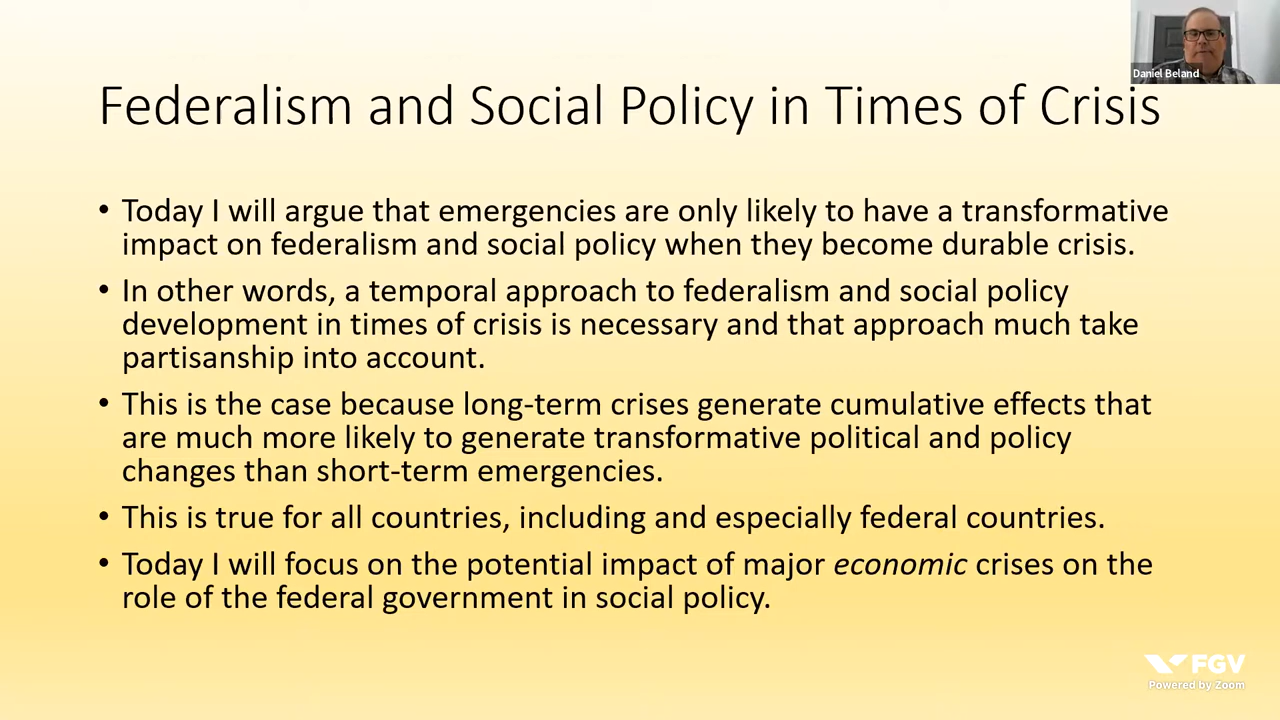 Daniel Beland
Federalism and Social Policy in Times of Crisis
• Today I will argue that emergencies are only likely to have a transformative
impact on federalism and social policy when they become durable crisis.
• In other words, a temporal approach to federalism and social policy
development in times of crisis is necessary and that approach much take
partisanship into account.
• This is the case because long-term crises generate cumulative effects that
are much more likely to generate transformative political and policy
changes than short-term emergencies.
• This is true for all countries, including and especially federal countries.
• Today I will focus on the potential impact of major economic crises on the
role of the federal government in social policy.
FGV
Powered by Zoom